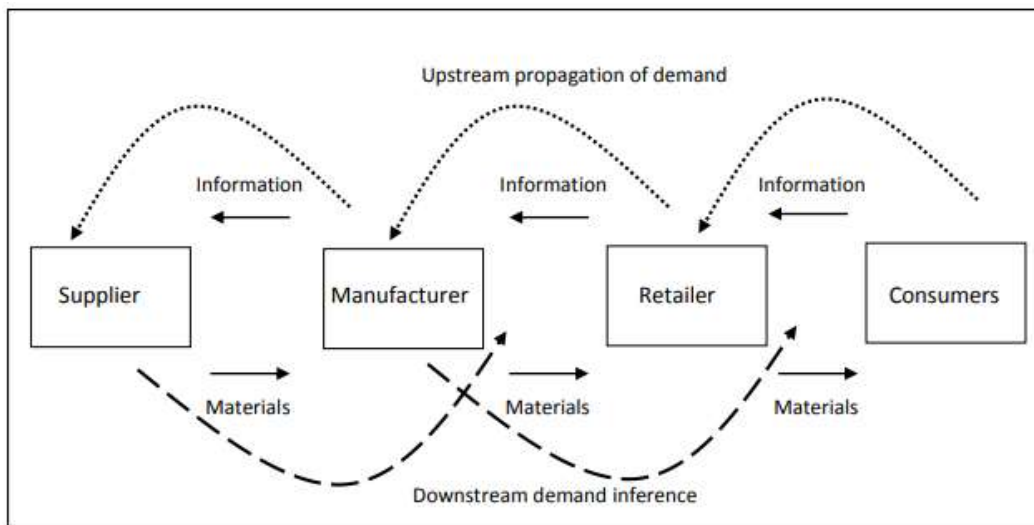 Upstream propagation of demand
Information
Information
Information
Supplier
Manufacturer
Retailer
Consumers
Materials
Materials
Materials
Downstream demand inference